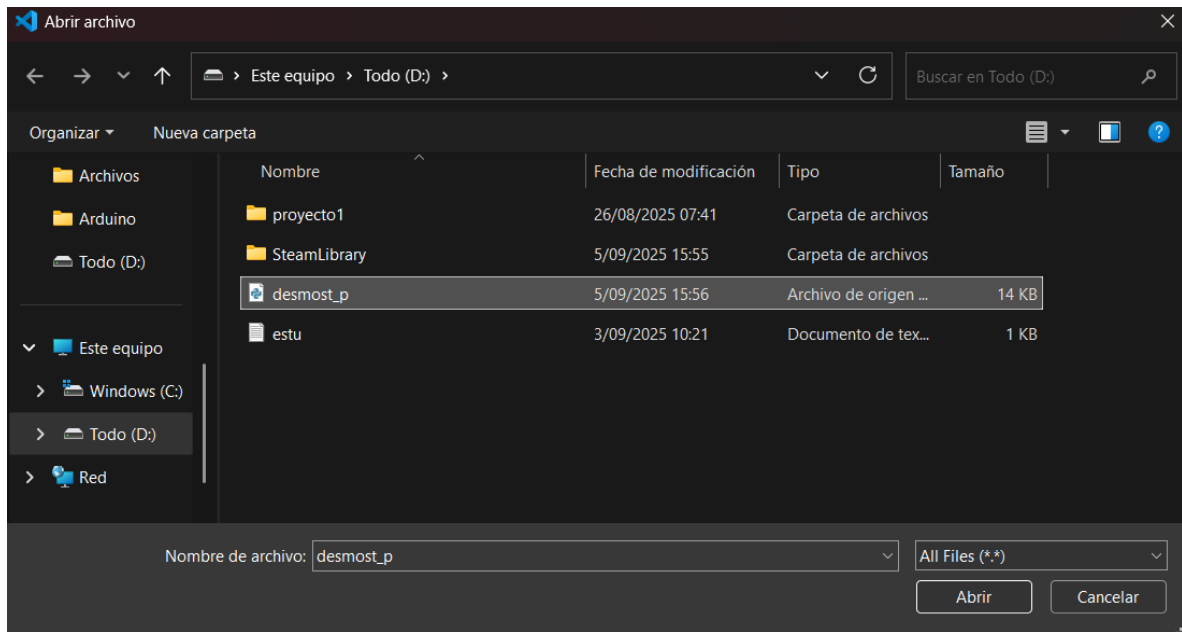 Abrir archivo
Este equipo > Todo (D:) >
Buscar en Todo (D:)
Organizar
Nueva carpeta
Archivos
Arduino
Todo (D:)
Este equipo
Windows (C:)
Todo (D:)
Red
Nombre Fecha de modificación Tipo Tamaño
proyecto1 26/08/2025 07:41 Carpeta de archivos
SteamLibrary 5/09/2025 15:55 Carpeta de archivos
desmost_p 5/09/2025 15:56 Archivo de origen ... 14 KB
estu 3/09/2025 10:21 Documento de tex... 1 KB
Nombre de archivo: desmost_p
All Files (*.*)
Abrir
Cancelar